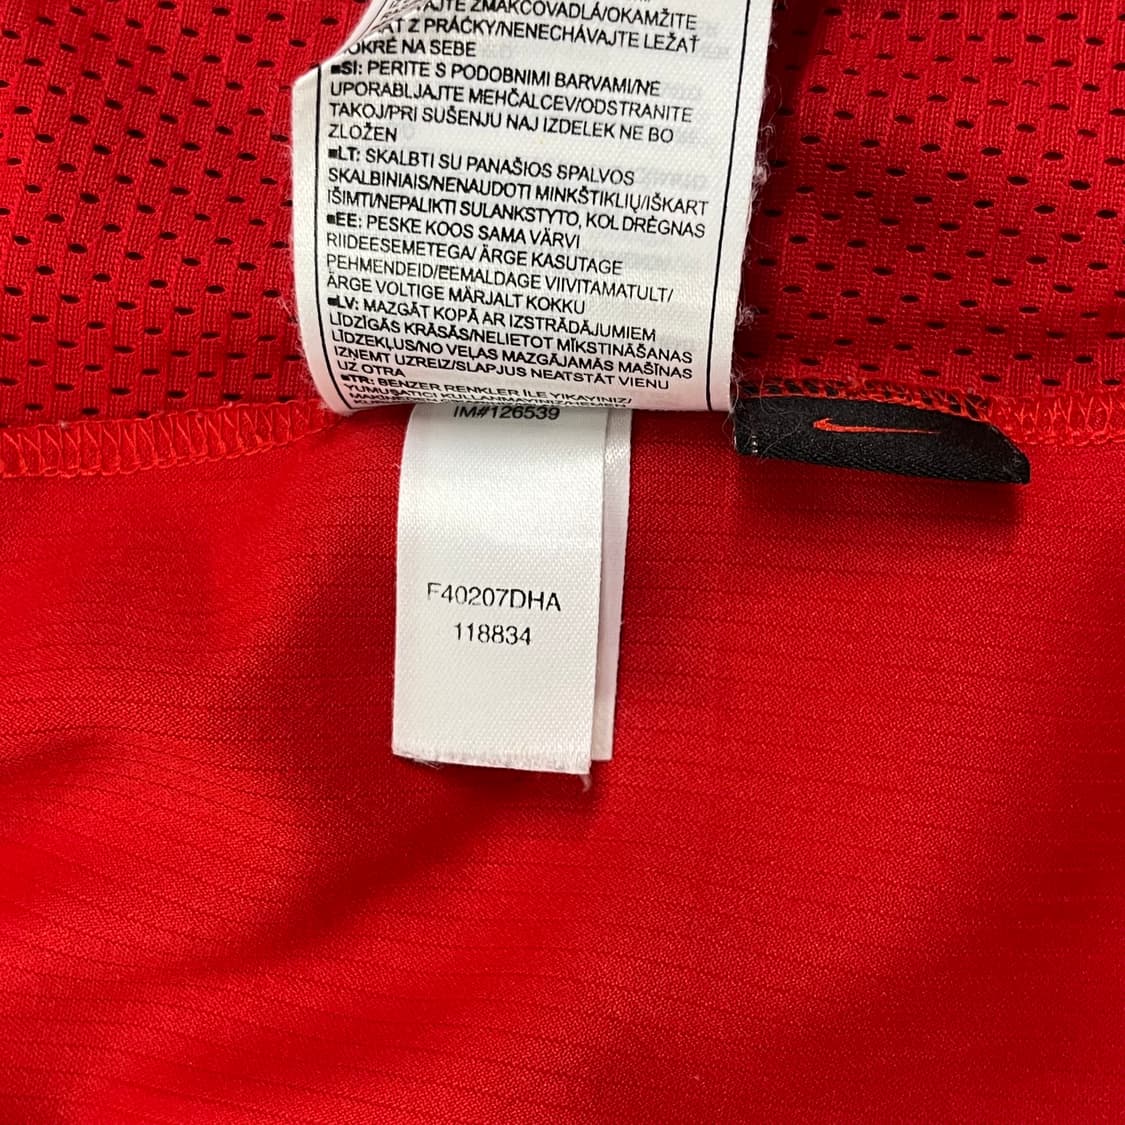 ZMÄKČOVADLÁ/OKAMŽITE
Z PRÁČKY/NENECHÁVAJTE LEŽAŤ
NA SEBE
■SI: PERITE S PODOBNIMI BARVAMI/NE
UPORABLJAJTE MEHČALCEV/ODSTRANITE
TAKOJ/PRI SUŠENJU NAJ IZDELEK NE BO
ZLOŽEN
■LT: SKALBTI SU PANAŠIOS SPALVOS
SKALBINIAIS/NENAUDOTI MINKŠTIKLIŲ/IŠKART
IŠIMTI/NEPALIKTI SULANKSTYTO, KOL DRĖGNAS
■EE: PESKE KOOS SAMA VÄRVI
RIIDEESEMETEGA/ ÄRGE KASUTAGE
PEHMENDEID/EEMALDAGE VIIVITAMATULT/
ÄRGE VOLTIGE MÄRJALT KOKKU
■LV: MAZGĀT KOPĀ AR IZSTRĀDĀJUMIEM
LĪDZĪGĀS KRĀSĀS/NELIETOT MĪKSTINĀŠANAS
LĪDZEKĻUS/NO VEĻAS MAZGĀJAMĀS MAŠĪNAS
IZŅEMT UZREIZ/SLAPJUS NEATSTĀT VIENU
UZ OTRA
■TR: BENZER RENKLER İLE YIKAYINIZ/
YUMUŞATICI KULLANMAYINIZ/HEMEN
IM#126539
F40207DHA
118834